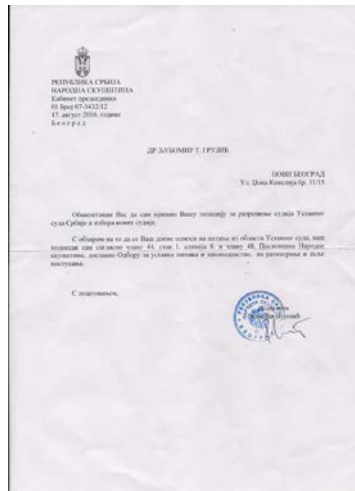 РЕПУБЛИКА СРБИЈА
НАРОДНА СКУПШТИНА
Кабинет председника
01 Број 07-3432/12
17. август 2016. године
Б е о г р а д
ДР ЉУБОМИР Т. ГРУЈИЋ
НОВИ БЕОГРАД
Ул. Џона Кенедија бр. 31/15
Обавештавам Вас да сам примио Вашу петицију за разрешење судија Уставног
суда Србије и избора нових судија.
С обзиром на то да се Ваш допис односи на питања из области Уставног суда, ваш
поднесак сам сагласно члану 44. став 1. алинеја 8. и члану 48. Пословника Народне
скупштине, доставио Одбору за уставна питања и законодавство, на разматрање и даље
поступање.
С поштовањем,